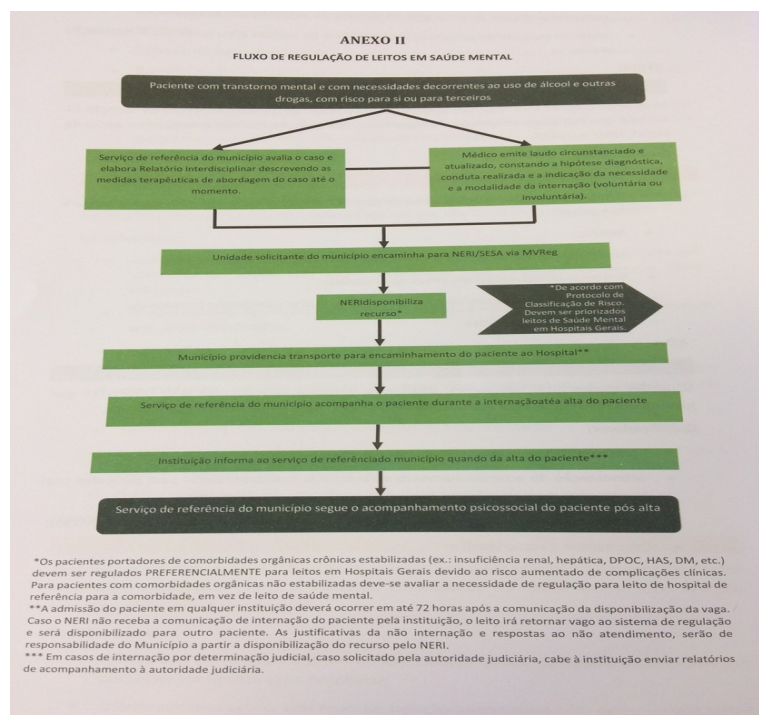 ANEXO II
FLUXO DE REGULAÇÃO DE LEITOS EM SAÚDE MENTAL
Paciente com transtorno mental e com necessidades decorrentes ao uso de álcool e outras
drogas, com risco para si ou para terceiros
Serviço de referência do município avalia o caso e
elabora Relatório Interdisciplinar descrevendo as
medidas terapêuticas de abordagem do caso até o
momento.
Médico emite laudo circunstanciado e
atualizado, constando a hipótese diagnóstica,
conduta realizada e a indicação da necessidade
e a modalidade da internação (voluntária ou
involuntária).
Unidade solicitante do município encaminha para NERI/SESA via MVReg
NERIdisponibiliza
recurso*
*De acordo com
Protocolo de
Classificação de Risco.
Devem ser priorizados
leitos de Saúde Mental
em Hospitais Gerais.
Município providencia transporte para encaminhamento do paciente ao Hospital**
Serviço de referência do município acompanha o paciente durante a internaçãoatéa alta do paciente
Instituição informa ao serviço de referênciado município quando da alta do paciente***
Serviço de referência do município segue o acompanhamento psicossocial do paciente pós alta
*Os pacientes portadores de comorbidades orgânicas crônicas estabilizadas (ex.: insuficiência renal, hepática, DPOC, HAS, DM, etc.)
devem ser regulados PREFERENCIALMENTE para leitos em Hospitais Gerais devido ao risco aumentado de complicações clínicas.
Para pacientes com comorbidades orgânicas não estabilizadas deve-se avaliar a necessidade de regulação para leito de hospital de
referência para a comorbidade, em vez de leito de saúde mental.
**A admissão do paciente em qualquer instituição deverá ocorrer em até 72 horas após a comunicação da disponibilização da vaga.
Caso o NERI não receba a comunicação de internação do paciente pela instituição, o leito irá retornar vago ao sistema de regulação
e será disponibilizado para outro paciente. As justificativas da não internação e respostas ao não atendimento, serão de
responsabilidade do Município a partir a disponibilização do recurso pelo NERI.
*** Em casos de internação por determinação judicial, caso solicitado pela autoridade judiciária, cabe à instituição enviar relatórios
de acompanhamento à autoridade judiciária.